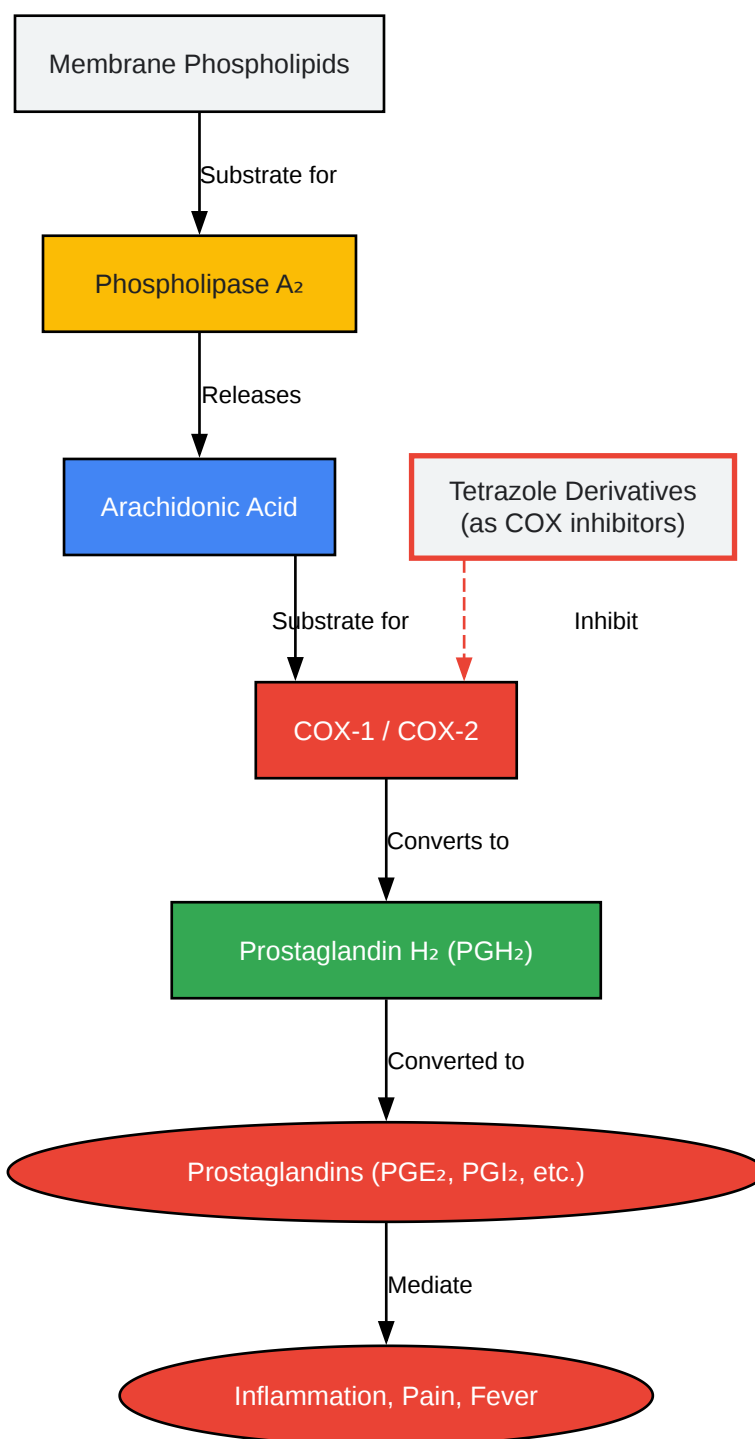 Membrane Phospholipids
Substrate for
Phospholipase A₂
Releases
Arachidonic Acid
Tetrazole Derivatives
(as COX inhibitors)
Substrate for
Inhibit
COX-1 / COX-2
Converts to
Prostaglandin H₂ (PGH₂)
Converted to
Prostaglandins (PGE₂, PGI₂, etc.)
Mediate
Inflammation, Pain, Fever